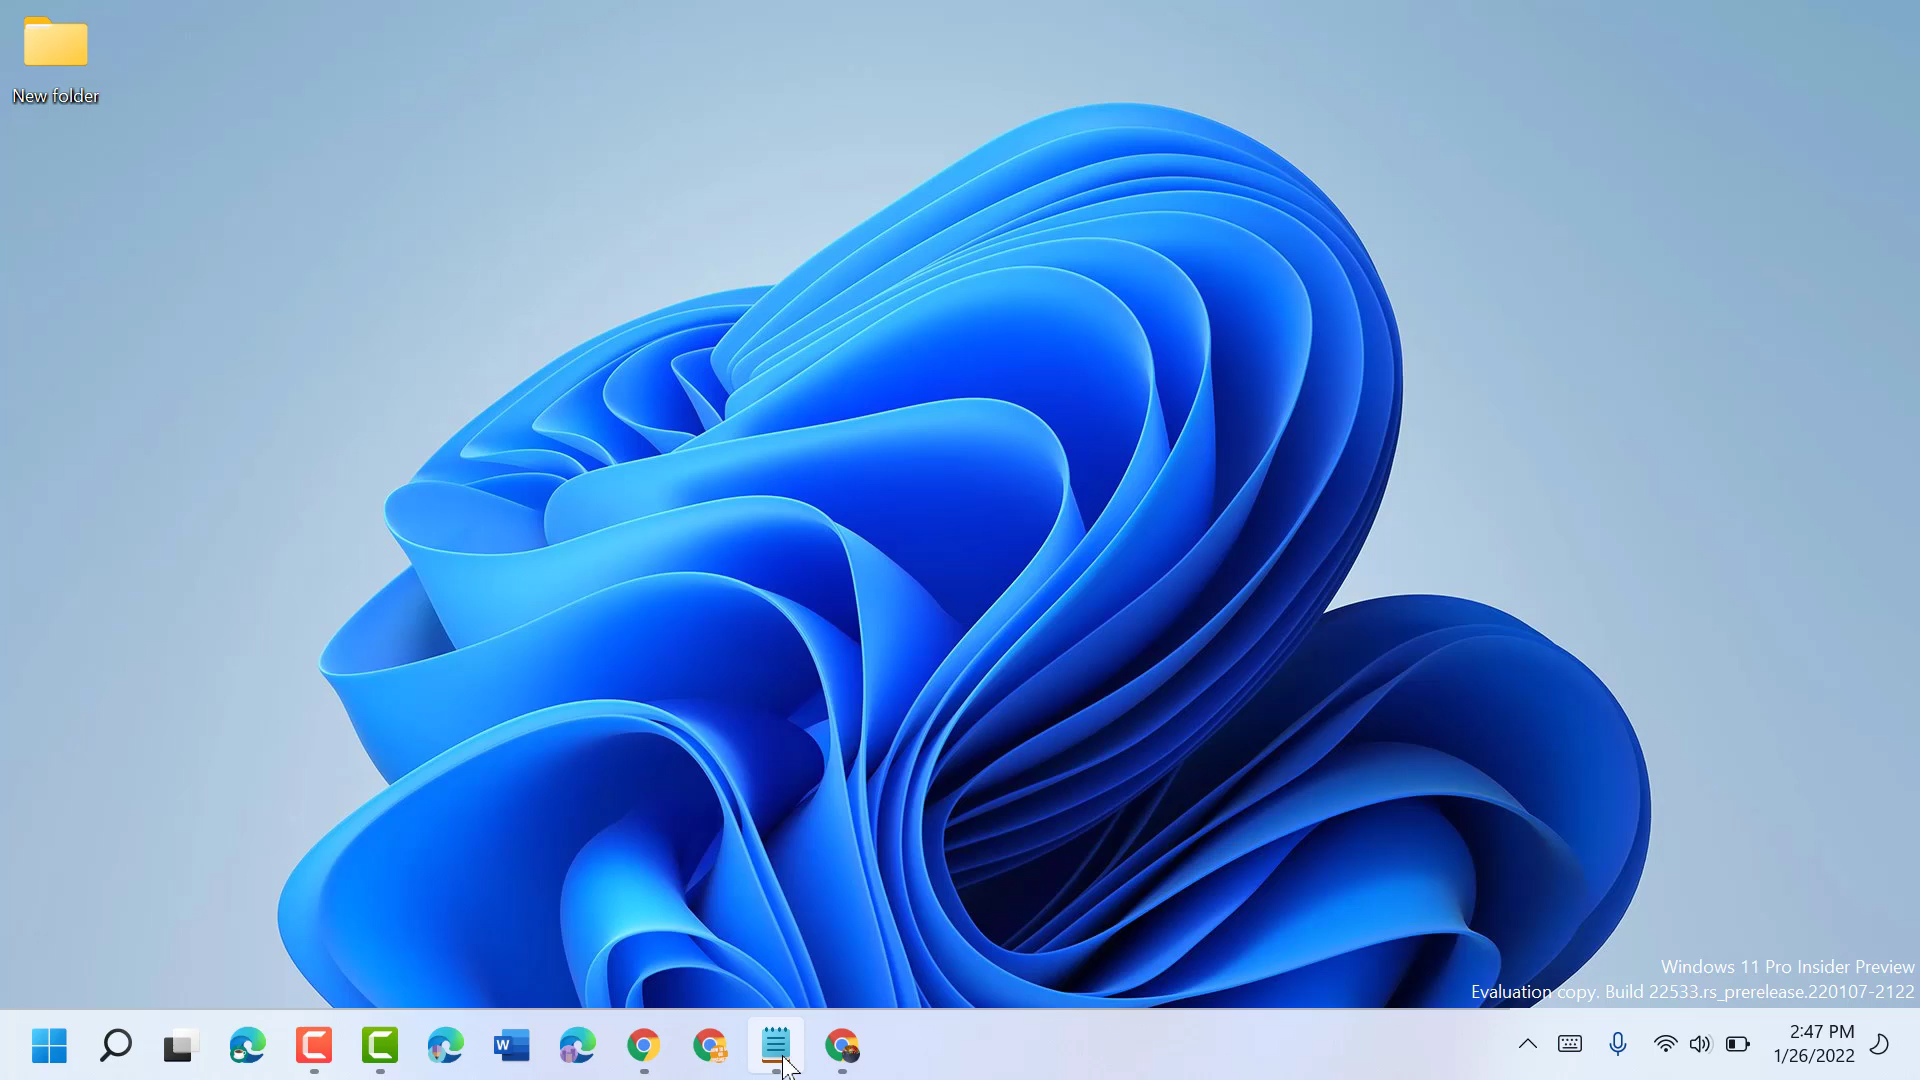 New folder
Windows 11 Pro Insider Preview
Evaluation copy. Build 22533.rs_prerelease.220107-2122
2:47 PM
1/26/2022